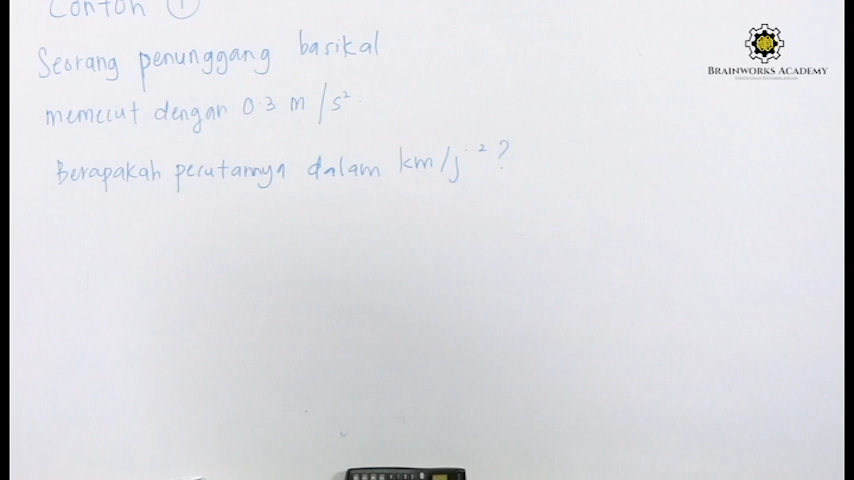 Contoh 1
Seorang penunggang basikal
memecut dengan 0.3 m/s².
Berapakah pecutannya dalam km/j²?
BRAINWORKS ACADEMY